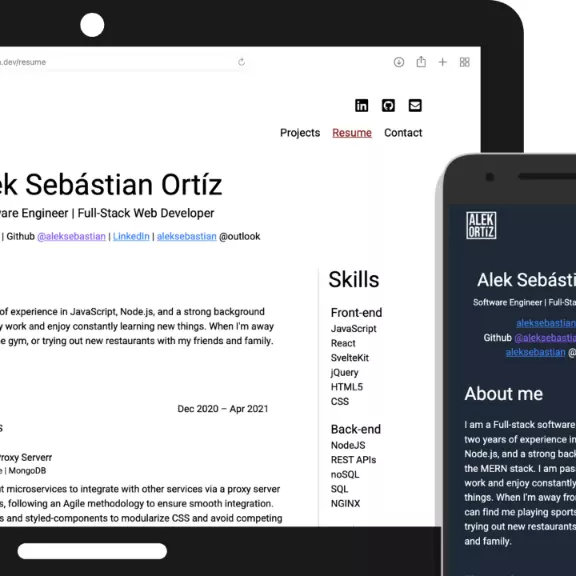 .dev/resume
Projects Resume Contact
ek Sebástian Ortíz
are Engineer | Full-Stack Web Developer
| Github @aleksebastian | LinkedIn | aleksebastian @outlook
of experience in JavaScript, Node.js, and a strong background
y work and enjoy constantly learning new things. When I'm away
e gym, or trying out new restaurants with my friends and family.
Dec 2020 – Apr 2021
s
Proxy Serverr
e | MongoDB
t microservices to integrate with other services via a proxy server
s, following an Agile methodology to ensure smooth integration.
s and styled-components to modularize CSS and avoid competing
Skills
Front-end
JavaScript
React
SvelteKit
jQuery
HTML5
CSS
Back-end
NodeJS
REST APIs
noSQL
SQL
NGINX
ALEK
ORTIZ
Alek Sebásti
Software Engineer | Full-Sta
aleksebastian
Github @aleksebastia
aleksebastian @
About me
I am a Full-stack software
two years of experience in
Node.js, and a strong back
the MERN stack. I am pas
work and enjoy constantly
things. When I'm away fro
can find me playing sports
trying out new restaurants
and family.